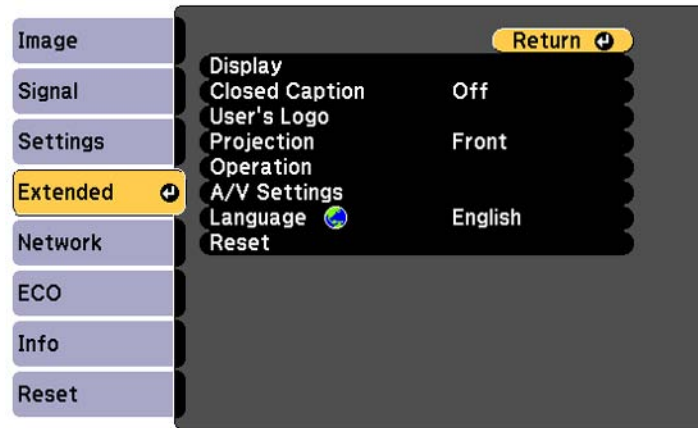 Image
Signal
Settings
Extended
Network
ECO
Info
Reset
Return
Display
Closed Caption Off
User's Logo
Projection Front
Operation
A/V Settings
Language English
Reset